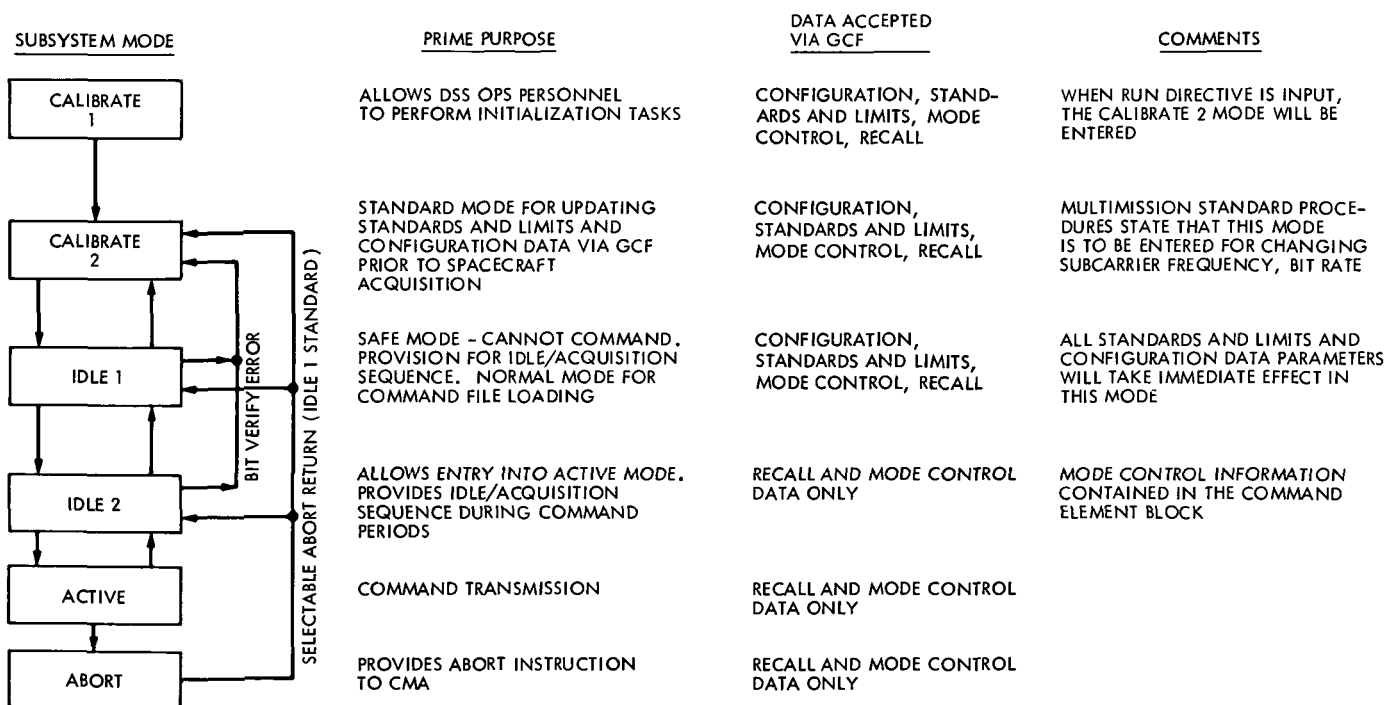 SUBSYSTEM MODE
PRIME PURPOSE
DATA ACCEPTED
VIA GCF
COMMENTS
CALIBRATE
1
ALLOWS DSS OPS PERSONNEL
TO PERFORM INITIALIZATION TASKS
CONFIGURATION, STAND-
ARDS AND LIMITS, MODE
CONTROL, RECALL
WHEN RUN DIRECTIVE IS INPUT,
THE CALIBRATE 2 MODE WILL BE
ENTERED
CALIBRATE
2
STANDARD MODE FOR UPDATING
STANDARDS AND LIMITS AND
CONFIGURATION DATA VIA GCF
PRIOR TO SPACECRAFT
ACQUISITION
CONFIGURATION,
STANDARDS AND LIMITS,
MODE CONTROL, RECALL
MULTIMISSION STANDARD PROCE-
DURES STATE THAT THIS MODE
IS TO BE ENTERED FOR CHANGING
SUBCARRIER FREQUENCY, BIT RATE
IDLE 1
SAFE MODE - CANNOT COMMAND.
PROVISION FOR IDLE/ACQUISITION
SEQUENCE. NORMAL MODE FOR
COMMAND FILE LOADING
CONFIGURATION,
STANDARDS AND LIMITS,
MODE CONTROL, RECALL
ALL STANDARDS AND LIMITS AND
CONFIGURATION DATA PARAMETERS
WILL TAKE IMMEDIATE EFFECT IN
THIS MODE
BIT VERIFY ERROR
SELECTABLE ABORT RETURN (IDLE 1 STANDARD)
IDLE 2
ALLOWS ENTRY INTO ACTIVE MODE.
PROVIDES IDLE/ACQUISITION
SEQUENCE DURING COMMAND
PERIODS
RECALL AND MODE CONTROL
DATA ONLY
MODE CONTROL INFORMATION
CONTAINED IN THE COMMAND
ELEMENT BLOCK
ACTIVE
COMMAND TRANSMISSION
RECALL AND MODE CONTROL
DATA ONLY
ABORT
PROVIDES ABORT INSTRUCTION
TO CMA
RECALL AND MODE CONTROL
DATA ONLY